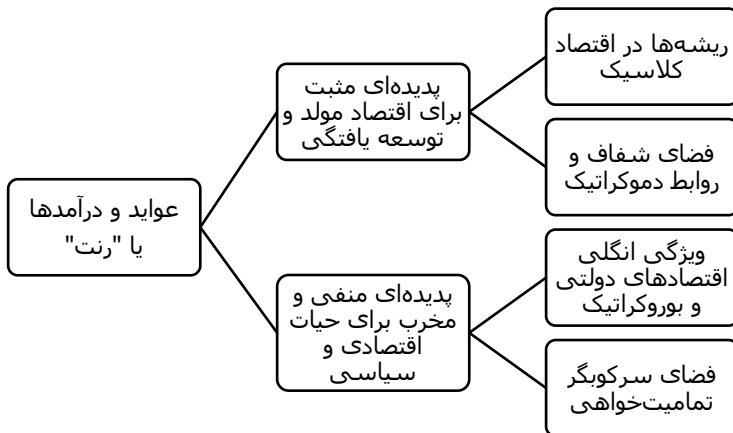 عواید و درآمدها
یا "رنت"
پدیده‌ای مثبت
برای اقتصاد مولد و
توسعه یافتگی
ریشه‌ها در اقتصاد
کلاسیک
فضای شفاف و
روابط دموکراتیک
پدیده‌ای منفی و
مخرب برای حیات
اقتصادی و
سیاسی
ویژگی انگلی
اقتصادهای دولتی
و بوروکراتیک
فضای سرکوبگر
تمامیت‌خواهی